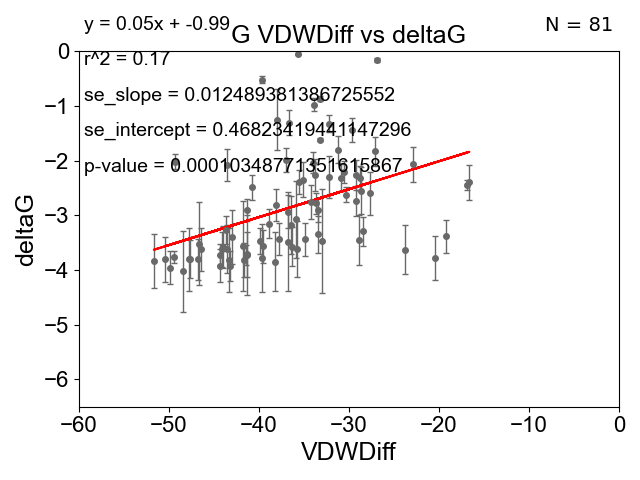 y = 0.05x + -0.99
N = 81
G VDWDiff vs deltaG
r^2 = 0.17
se_slope = 0.012489381386725552
se_intercept = 0.46823419441147296
p-value = 0.00010348771351615867
0
−1
−2
−3
−4
−5
−6
deltaG
−60 −50 −40 −30 −20 −10 0
VDWDiff